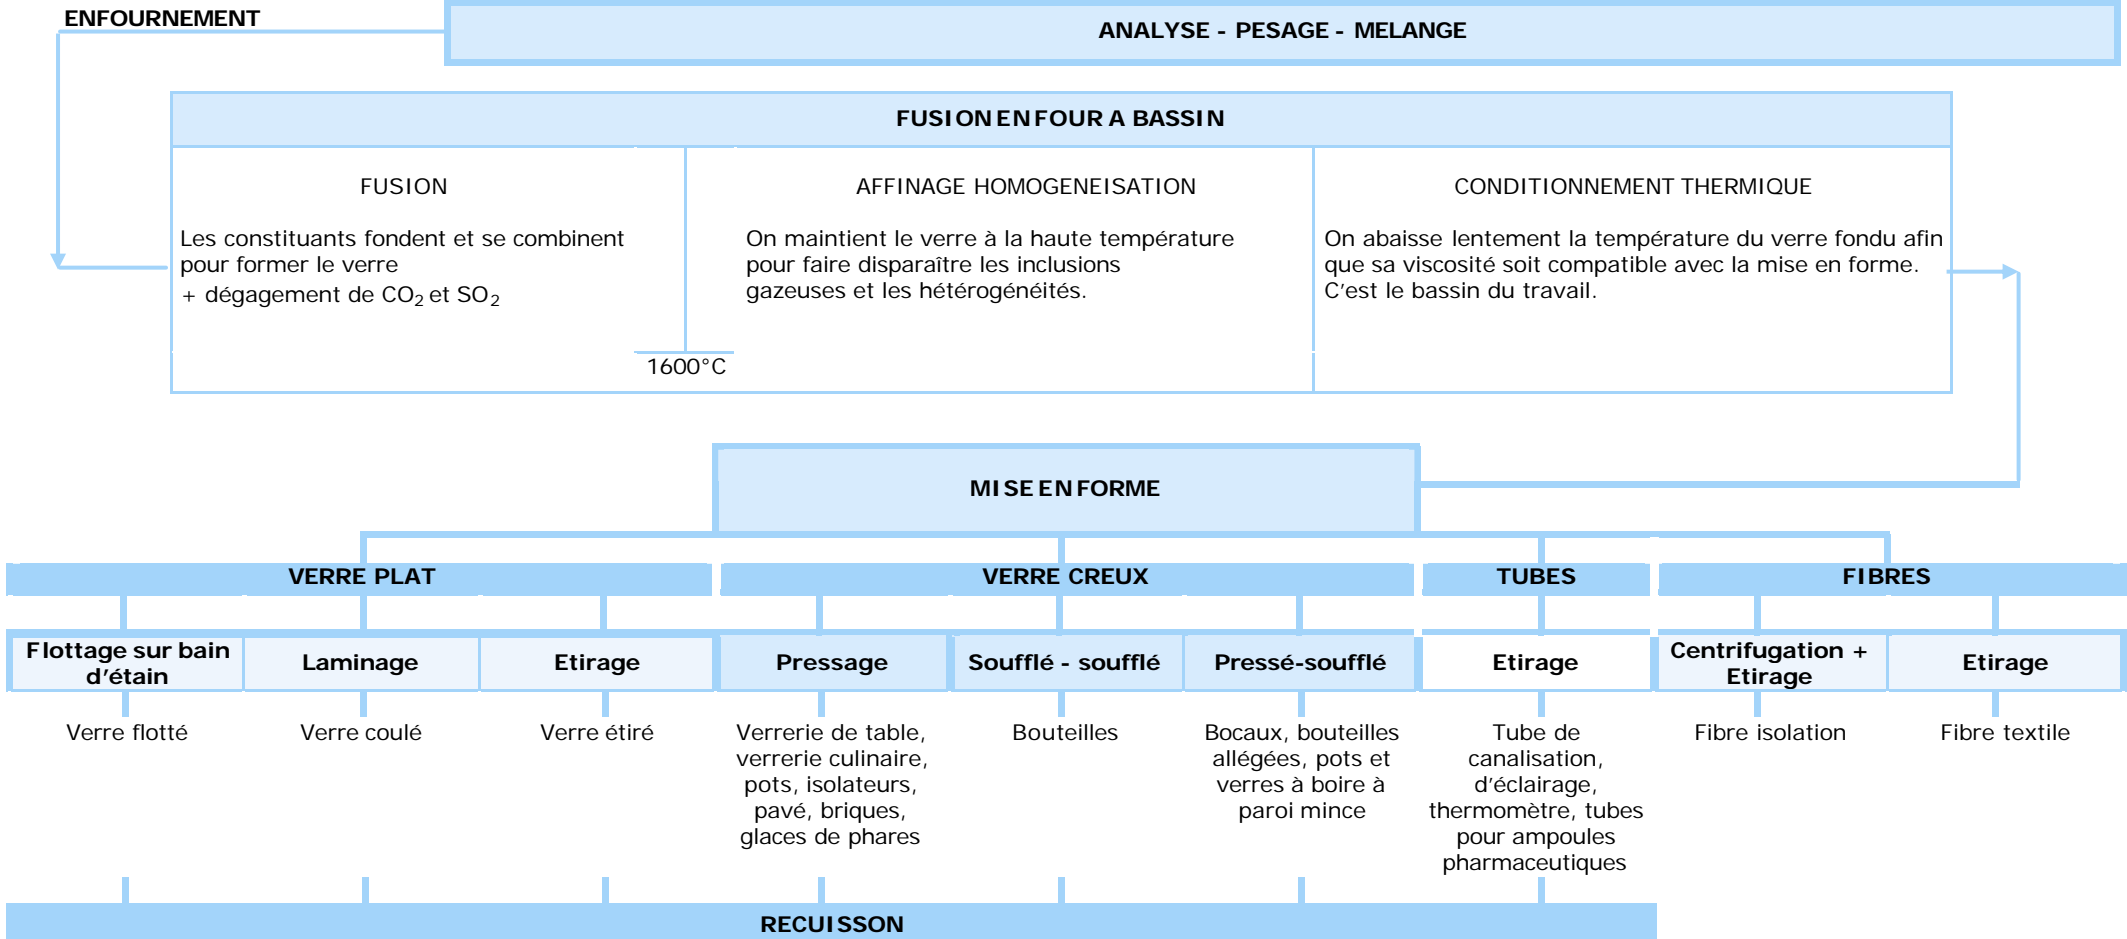 ENFOURNEMENT
ANALYSE - PESAGE - MELANGE
FUSION EN FOUR A BASSIN
FUSION
Les constituants fondent et se combinent
pour former le verre
+ dégagement de CO₂ et SO₂
1600°C
AFFINAGE HOMOGENEISATION
On maintient le verre à la haute température
pour faire disparaître les inclusions
gazeuses et les hétérogénéités.
CONDITIONNEMENT THERMIQUE
On abaisse lentement la température du verre fondu afin
que sa viscosité soit compatible avec la mise en forme.
C’est le bassin du travail.
MISE EN FORME
VERRE PLAT
VERRE CREUX
TUBES
FIBRES
Flottage sur bain
d’étain
Laminage
Etirage
Pressage
Soufflé - soufflé
Pressé-soufflé
Etirage
Centrifugation +
Etirage
Etirage
Verre flotté
Verre coulé
Verre étiré
Verrerie de table,
verrerie culinaire,
pots, isolateurs,
pavé, briques,
glaces de phares
Bouteilles
Bocaux, bouteilles
allégées, pots et
verres à boire à
paroi mince
Tube de
canalisation,
d’éclairage,
thermomètre, tubes
pour ampoules
pharmaceutiques
Fibre isolation
Fibre textile
RECUISSON